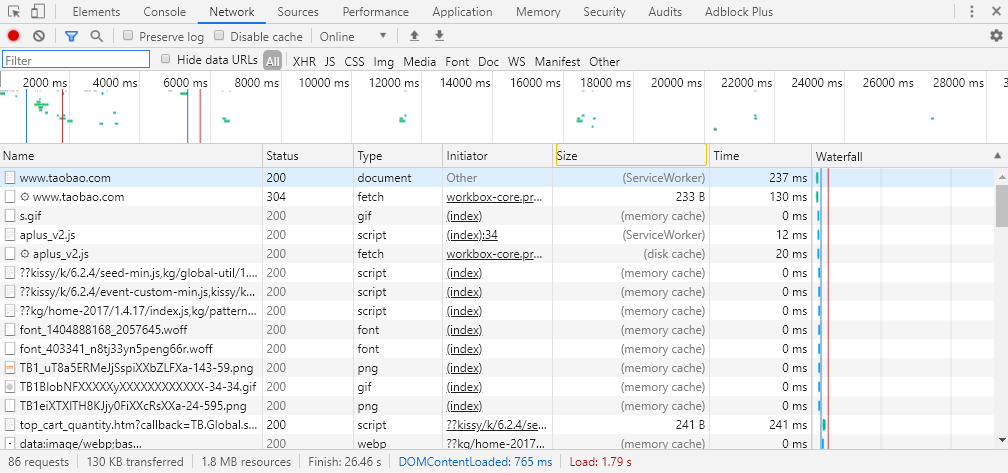 Elements Console Network Sources Performance Application Memory Security Audits Adblock Plus
Preserve log Disable cache Online
Filter Hide data URLs All XHR JS CSS Img Media Font Doc WS Manifest Other
2000 ms 4000 ms 6000 ms 8000 ms 10000 ms 12000 ms 14000 ms 16000 ms 18000 ms 20000 ms 22000 ms 24000 ms 26000 ms 28000 ms
Name Status Type Initiator Size Time Waterfall
www.taobao.com 200 document Other (ServiceWorker) 237 ms
www.taobao.com 304 fetch workbox-core.pr... 233 B 130 ms
s.gif 200 gif (index) (memory cache) 0 ms
aplus_v2.js 200 script (index):34 (ServiceWorker) 12 ms
aplus_v2.js 200 fetch workbox-core.pr... (disk cache) 20 ms
??kissy/k/6.2.4/seed-min.js,kg/global-util/1.... 200 script (index) (memory cache) 0 ms
??kissy/k/6.2.4/event-custom-min.js,kissy/k... 200 script (index) (memory cache) 0 ms
??kg/home-2017/1.4.17/index.js,kg/pattern... 200 script (index) (memory cache) 0 ms
font_1404888168_2057645.woff 200 font (index) (memory cache) 0 ms
font_403341_n8tj33yn5peng66r.woff 200 font (index) (memory cache) 0 ms
TB1_uT8a5ERMeJjSspiXXbZLFXa-143-59.png 200 png (index) (memory cache) 0 ms
TB1BlobNFXXXXXyXXXXXXXXXXXX-34-34.gif 200 gif (index) (memory cache) 0 ms
TB1eiXTXlTH8KJjy0FiXXcRsXXa-24-595.png 200 png (index) (memory cache) 0 ms
top_cart_quantity.htm?callback=TB.Global.s... 200 script ??kissy/k/6.2.4/se... 241 B 241 ms
data:image/webp;bas... 200 webp ??kg/home-2017... (memory cache) 0 ms
86 requests 130 KB transferred 1.8 MB resources Finish: 26.46 s DOMContentLoaded: 765 ms Load: 1.79 s